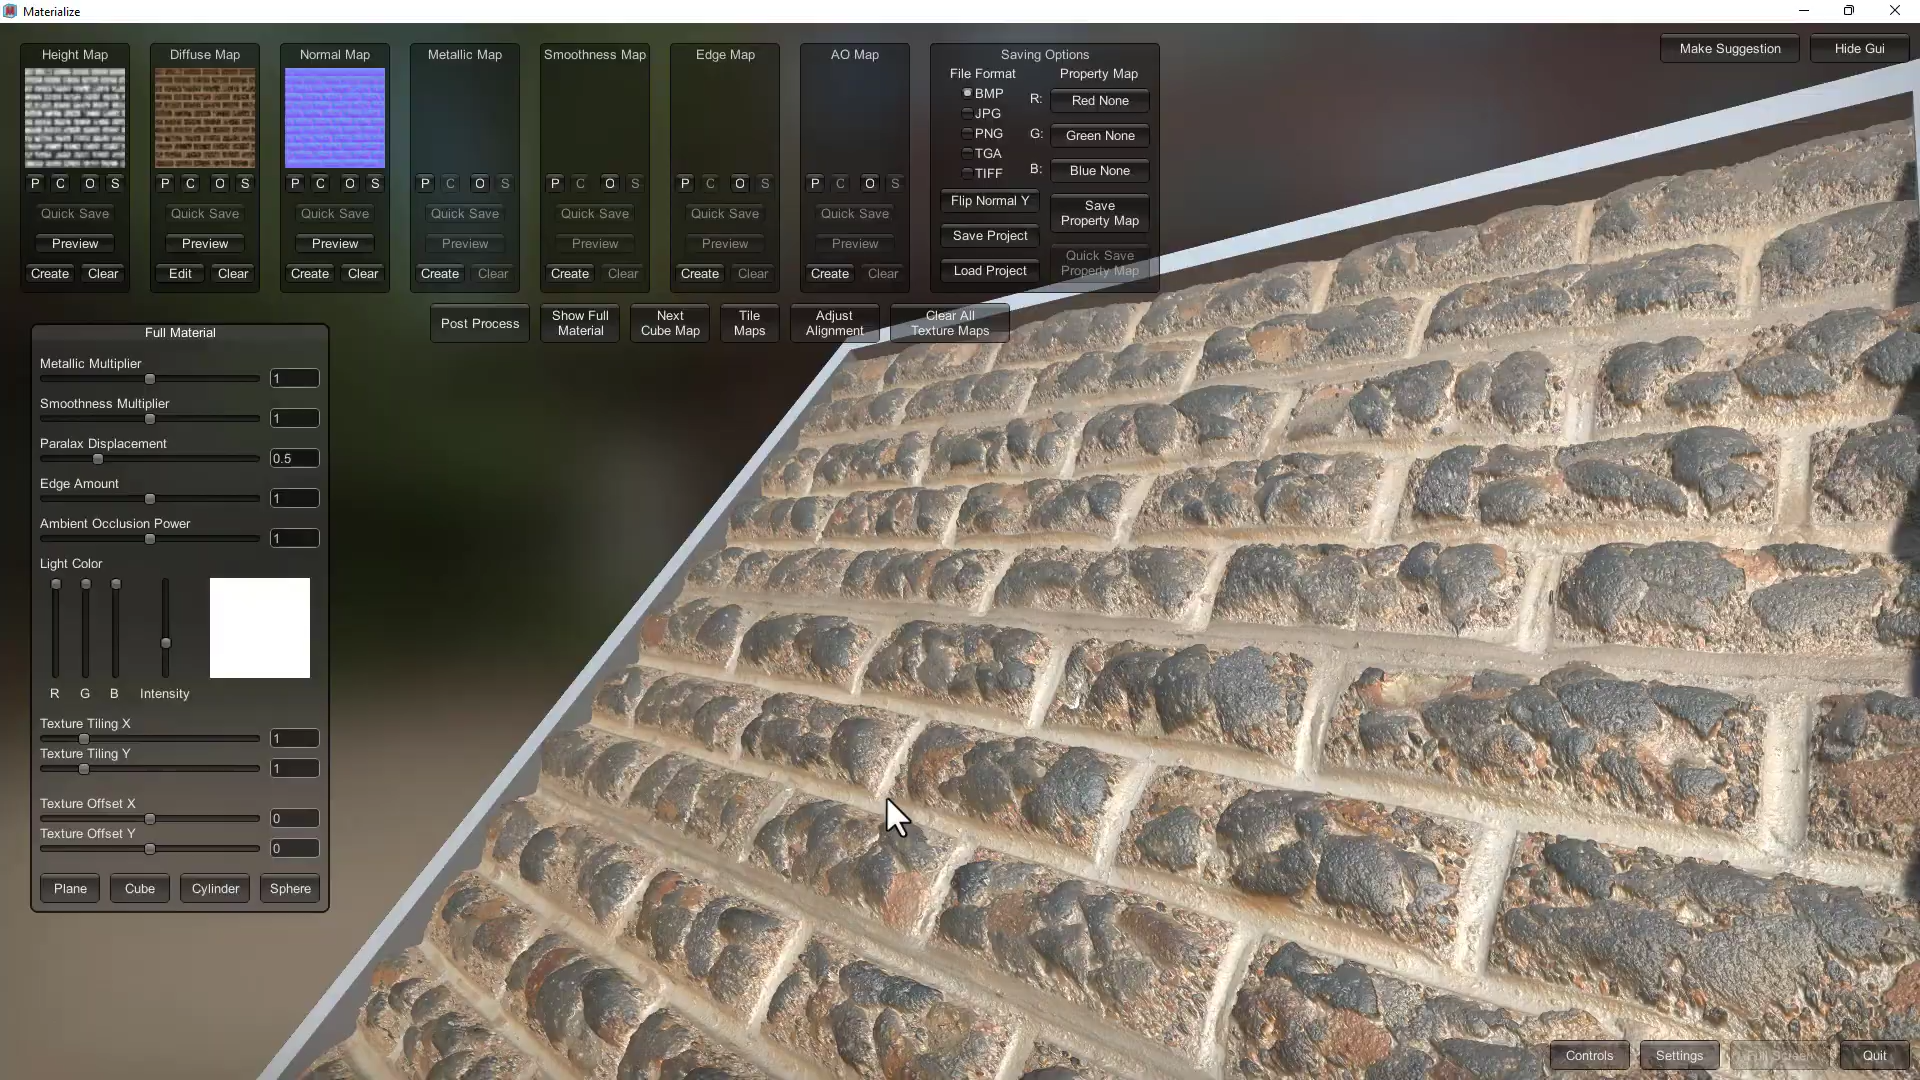 Materialize
Height Map
Diffuse Map
Normal Map
Metallic Map
Smoothness Map
Edge Map
AO Map
Saving Options
Make Suggestion
Hide Gui
File Format
Property Map
BMP
JPG
PNG
TGA
TIFF
R:
Red None
G:
Green None
B:
Blue None
P C O S
P C O S
P C O S
P C O S
P C O S
P C O S
P C O S
Quick Save
Quick Save
Quick Save
Quick Save
Quick Save
Quick Save
Quick Save
Preview
Preview
Preview
Preview
Preview
Preview
Preview
Create Clear
Edit Clear
Create Clear
Create Clear
Create Clear
Create Clear
Create Clear
Flip Normal Y
Save Project
Load Project
Save
Property Map
Quick Save
Property Map
Post Process
Show Full
Material
Next
Cube Map
Tile
Maps
Adjust
Alignment
Clear All
Texture Maps
Full Material
Metallic Multiplier
1
Smoothness Multiplier
1
Paralax Displacement
0.5
Edge Amount
1
Ambient Occlusion Power
1
Light Color
R G B Intensity
Texture Tiling X
1
Texture Tiling Y
1
Texture Offset X
0
Texture Offset Y
0
Plane Cube Cylinder Sphere
Controls Settings Full Screen Quit